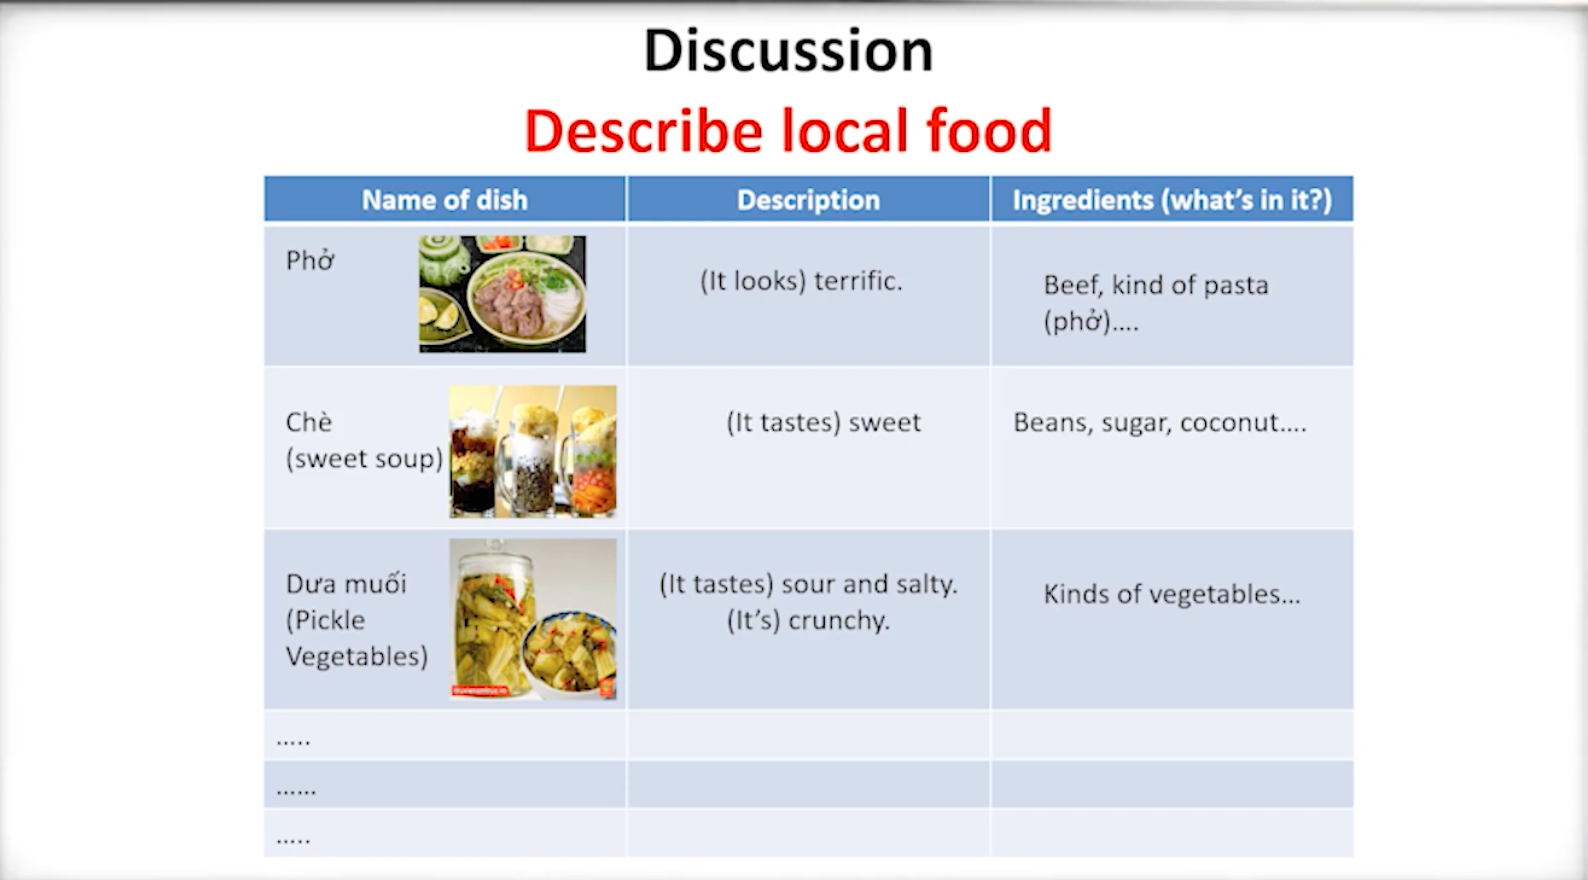 Discussion
Describe local food
Name of dish
Description
Ingredients (what's in it?)
Phở
(It looks) terrific.
Beef, kind of pasta
(phở)....
Chè
(sweet soup)
(It tastes) sweet
Beans, sugar, coconut....
Dưa muối
(Pickle
Vegetables)
(It tastes) sour and salty.
(It's) crunchy.
Kinds of vegetables...
.....
......
.....